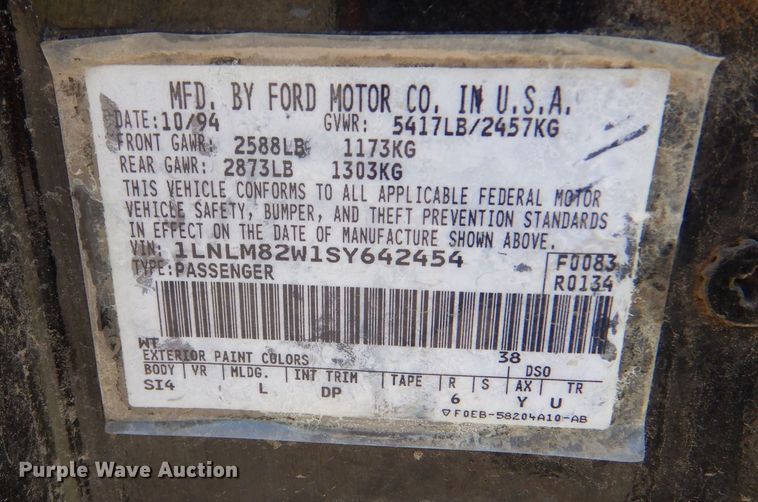 MFD. BY FORD MOTOR CO. IN U.S.A.
DATE: 10/94 GVWR: 5417LB/2457KG
FRONT GAWR: 2588LB 1173KG
REAR GAWR: 2873LB 1303KG
THIS VEHICLE CONFORMS TO ALL APPLICABLE FEDERAL MOTOR
VEHICLE SAFETY, BUMPER, AND THEFT PREVENTION STANDARDS
IN EFFECT ON THE DATE OF MANUFACTURE SHOWN ABOVE.
VIN: 1LNLM82W1SY642454 F0083
TYPE: PASSENGER R0134
WT 38
EXTERIOR PAINT COLORS DSO
BODY VR MLDG. INT TRIM TAPE R S AX TR
SI4 L DP 6 Y U
▽F0EB-58204A10-AB
Purple Wave Auction